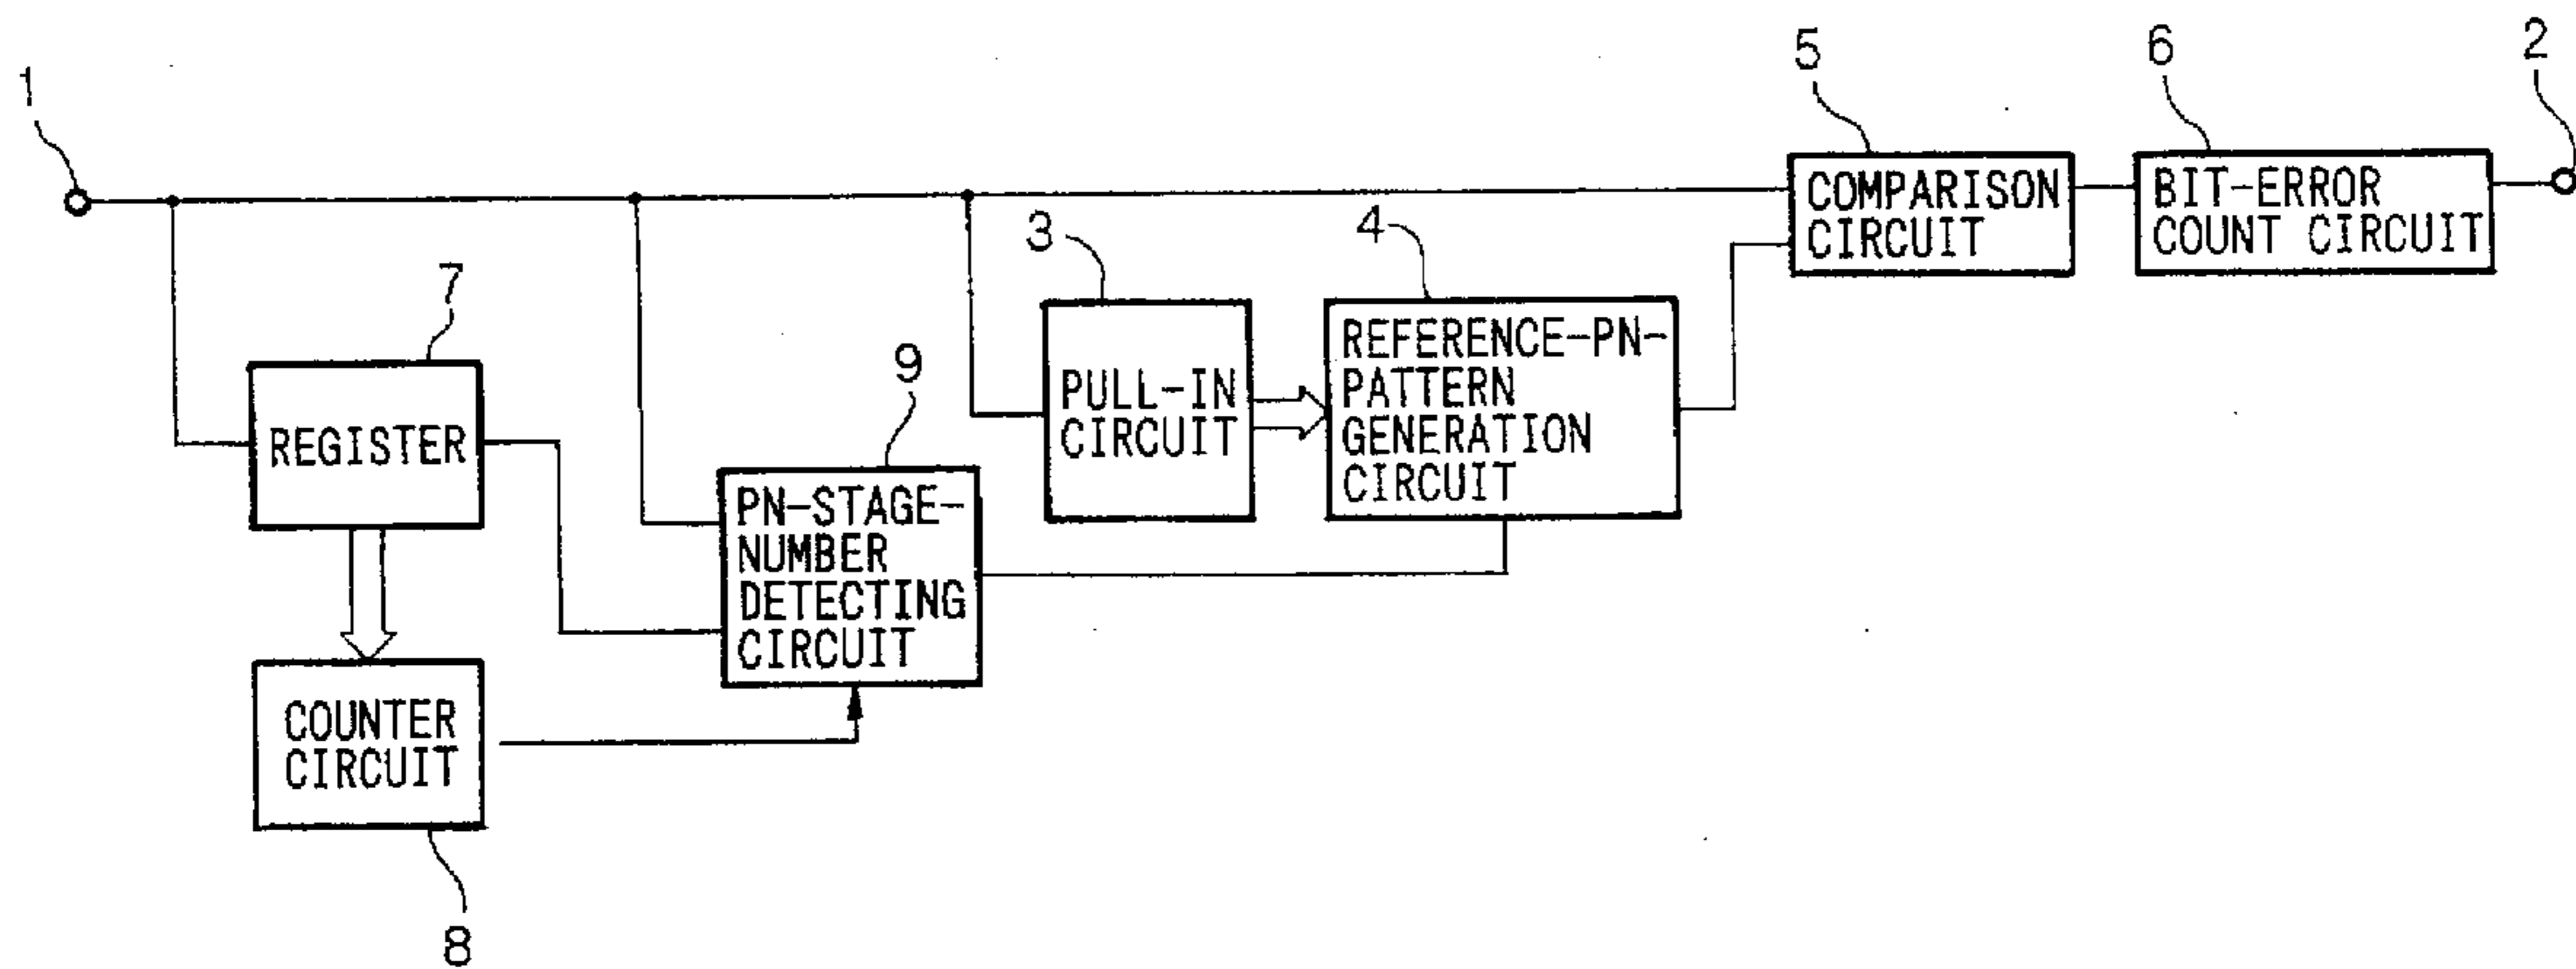 1
5
6
2
COMPARISON
CIRCUIT
BIT-ERROR
COUNT CIRCUIT
3
4
7
9
REGISTER
PULL-IN
CIRCUIT
REFERENCE-PN-
PATTERN
GENERATION
CIRCUIT
PN-STAGE-
NUMBER
DETECTING
CIRCUIT
COUNTER
CIRCUIT
8